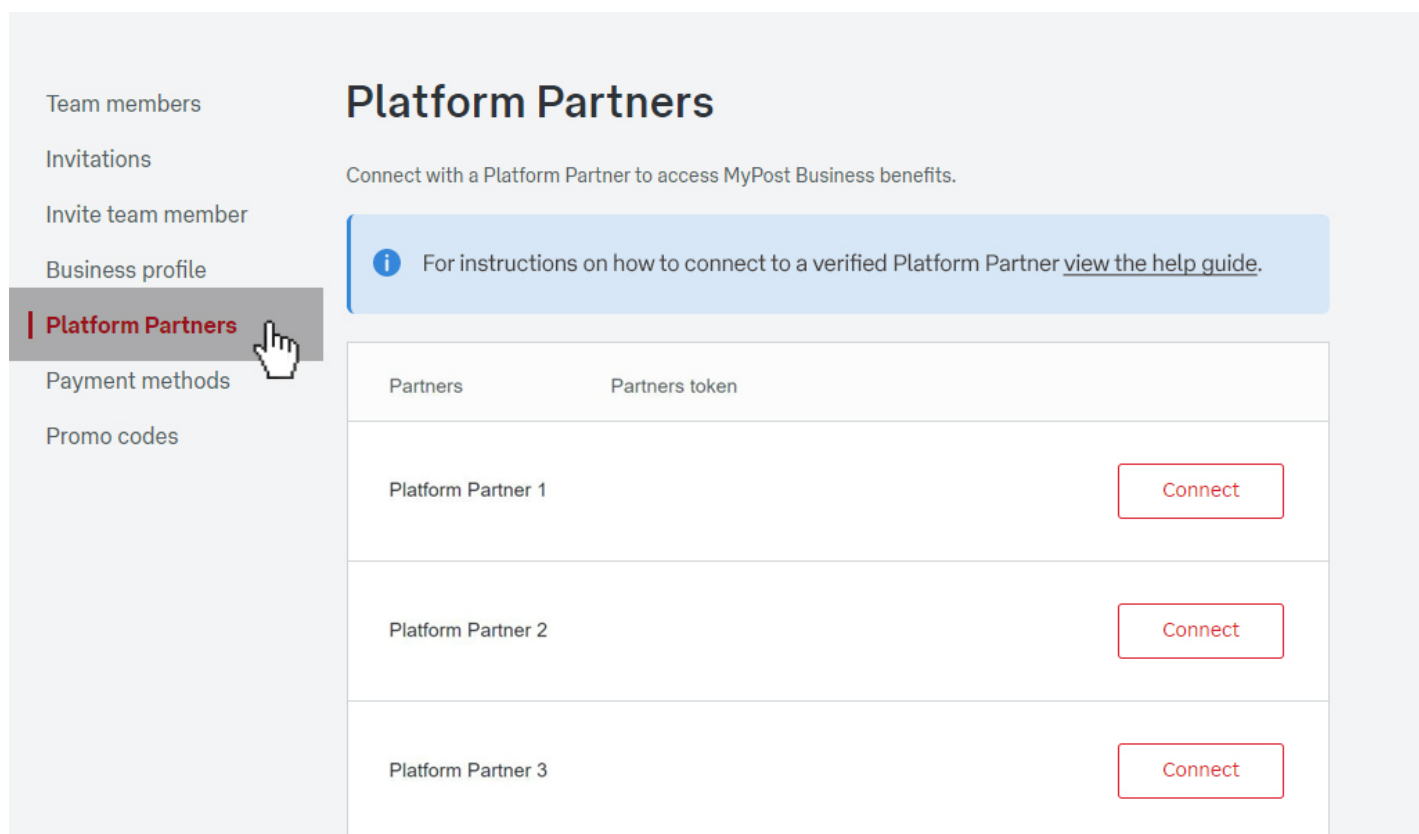 Team members
Invitations
Invite team member
Business profile
Platform Partners
Payment methods
Promo codes
Platform Partners
Connect with a Platform Partner to access MyPost Business benefits.
For instructions on how to connect to a verified Platform Partner view the help guide.
Partners Partners token
Platform Partner 1 Connect
Platform Partner 2 Connect
Platform Partner 3 Connect